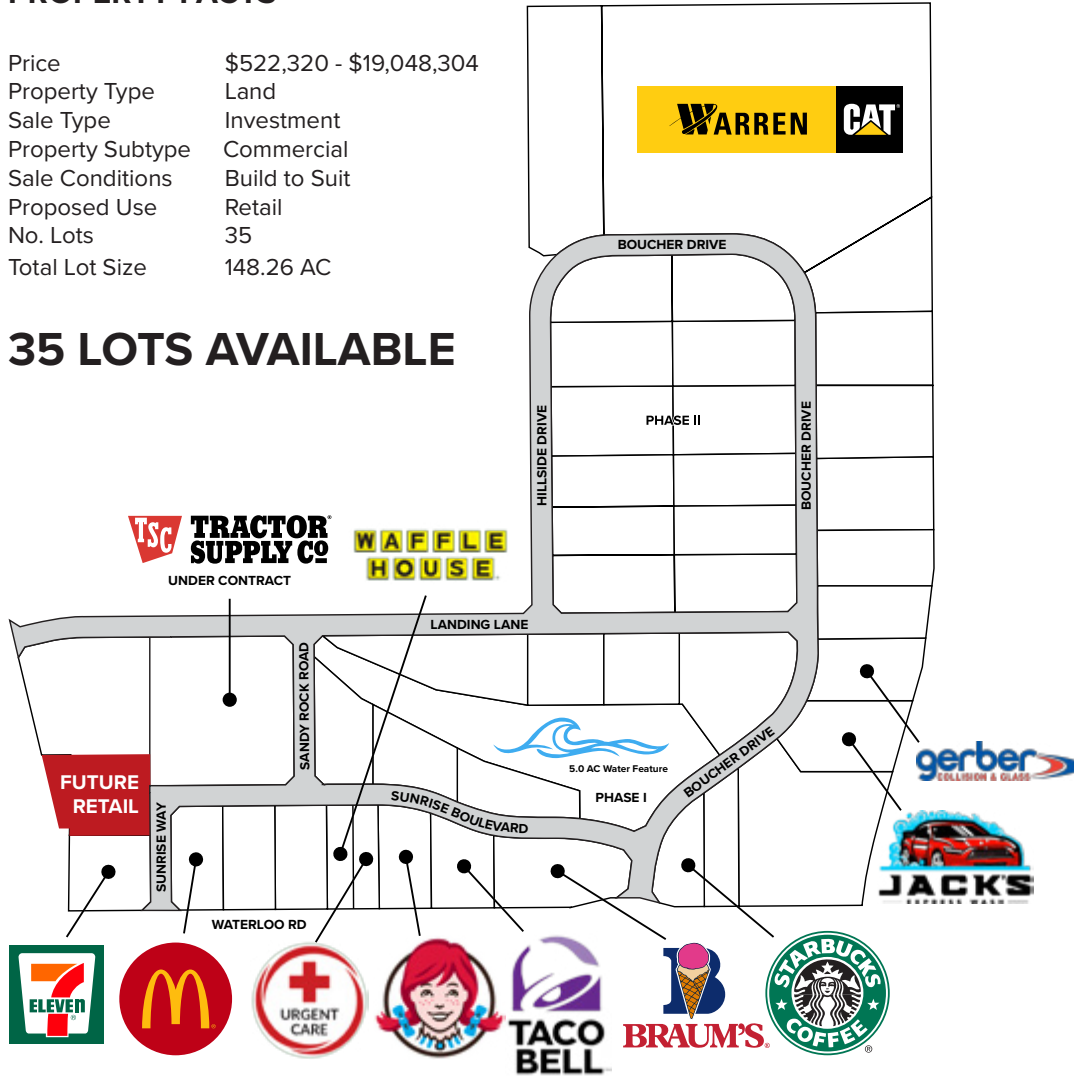 PROPERTY FACTS
Price $522,320 - $19,048,304
Property Type Land
Sale Type Investment
Property Subtype Commercial
Sale Conditions Build to Suit
Proposed Use Retail
No. Lots 35
Total Lot Size 148.26 AC
35 LOTS AVAILABLE
WARREN CAT
BOUCHER DRIVE
HILLSIDE DRIVE
PHASE II
BOUCHER DRIVE
TSC TRACTOR
SUPPLY CO
UNDER CONTRACT
WAFFLE
HOUSE
LANDING LANE
SANDY ROCK ROAD
5.0 AC Water Feature
PHASE I
BOUCHER DRIVE
gerber
COLLISION & GLASS
FUTURE
RETAIL
SUNRISE WAY
SUNRISE BOULEVARD
JACK'S
EXPRESS WASH
WATERLOO RD
7
ELEVEn
M
URGENT
CARE
TACO
BELL
B
BRAUM'S
STARBUCKS
COFFEE